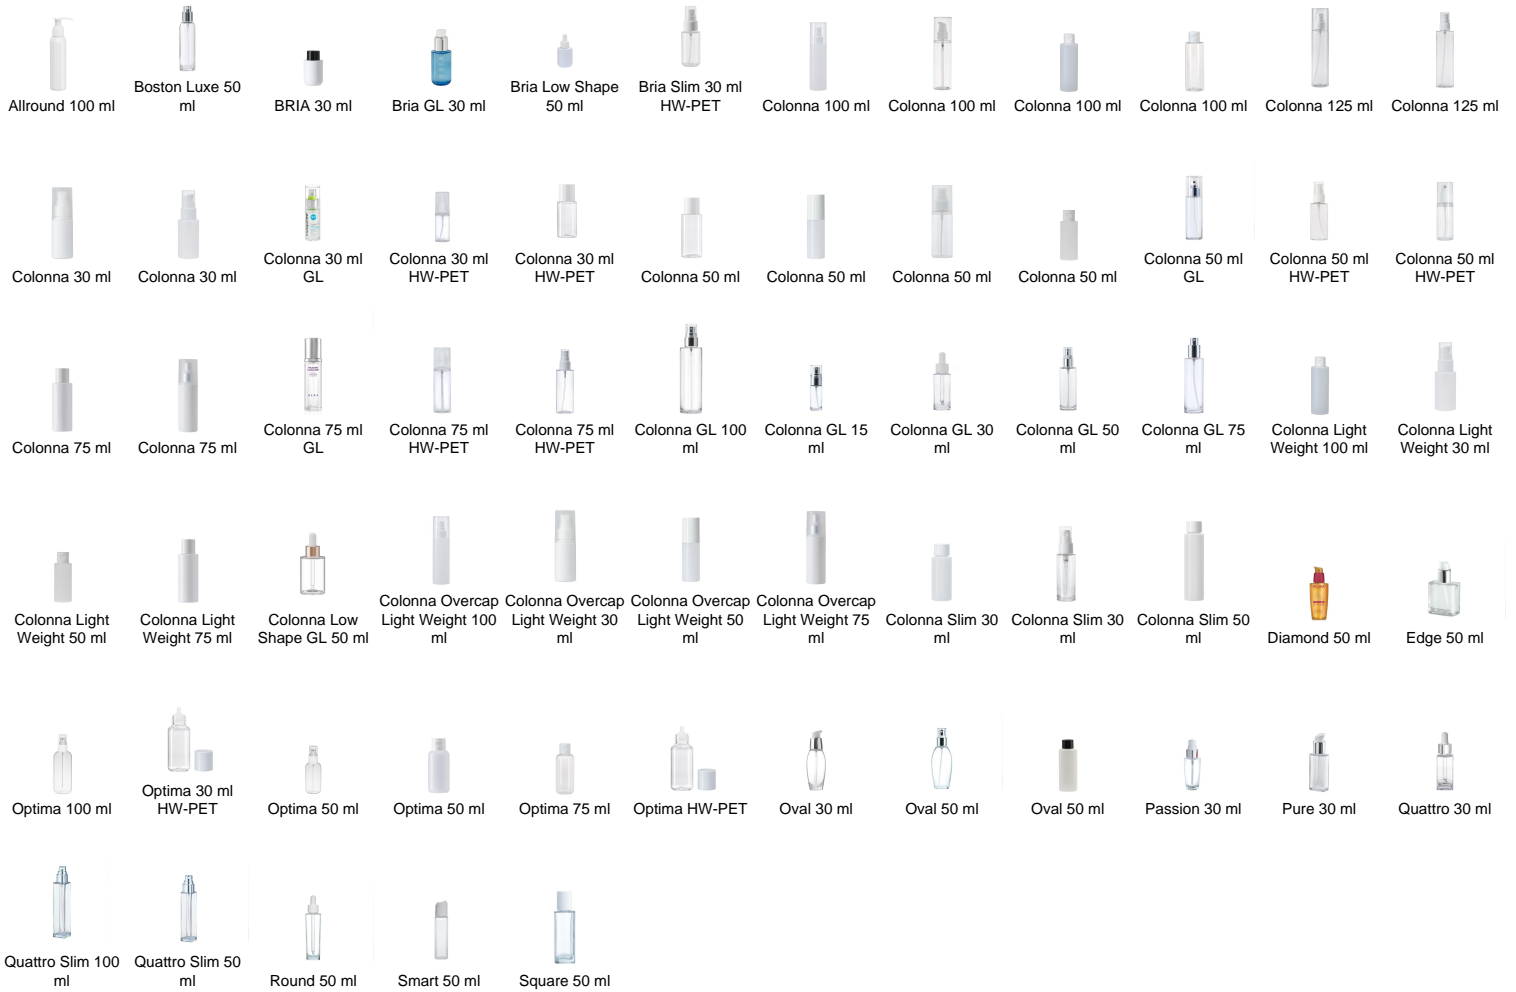 Allround 100 ml
Boston Luxe 50
ml
BRIA 30 ml
Bria GL 30 ml
Bria Low Shape
50 ml
Bria Slim 30 ml
HW-PET
Colonna 100 ml
Colonna 100 ml
Colonna 100 ml
Colonna 100 ml
Colonna 125 ml
Colonna 125 ml
Colonna 30 ml
Colonna 30 ml
Colonna 30 ml
GL
Colonna 30 ml
HW-PET
Colonna 30 ml
HW-PET
Colonna 50 ml
Colonna 50 ml
Colonna 50 ml
Colonna 50 ml
Colonna 50 ml
GL
Colonna 50 ml
HW-PET
Colonna 50 ml
HW-PET
Colonna 75 ml
Colonna 75 ml
Colonna 75 ml
GL
Colonna 75 ml
HW-PET
Colonna 75 ml
HW-PET
Colonna GL 100
ml
Colonna GL 15
ml
Colonna GL 30
ml
Colonna GL 50
ml
Colonna GL 75
ml
Colonna Light
Weight 100 ml
Colonna Light
Weight 30 ml
Colonna Light
Weight 50 ml
Colonna Light
Weight 75 ml
Colonna Low
Shape GL 50 ml
Colonna Overcap
Light Weight 100
ml
Colonna Overcap
Light Weight 30
ml
Colonna Overcap
Light Weight 50
ml
Colonna Overcap
Light Weight 75
ml
Colonna Slim 30
ml
Colonna Slim 30
ml
Colonna Slim 50
ml
Diamond 50 ml
Edge 50 ml
Optima 100 ml
Optima 30 ml
HW-PET
Optima 50 ml
Optima 50 ml
Optima 75 ml
Optima HW-PET
Oval 30 ml
Oval 50 ml
Oval 50 ml
Passion 30 ml
Pure 30 ml
Quattro 30 ml
Quattro Slim 100
ml
Quattro Slim 50
ml
Round 50 ml
Smart 50 ml
Square 50 ml